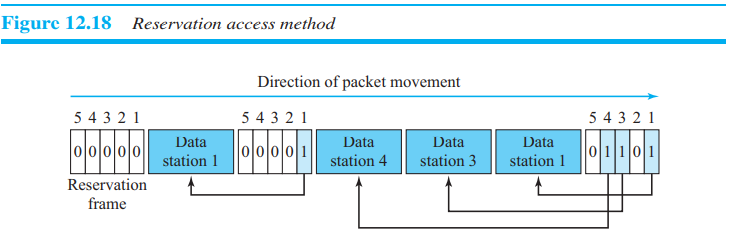 Figure 12.18 Reservation access method
Direction of packet movement
5 4 3 2 1 5 4 3 2 1 5 4 3 2 1
0 0 0 0 0 Data station 1 0 0 0 0 1 Data station 4 Data station 3 Data station 1 0 1 1 0 1
Reservation
frame